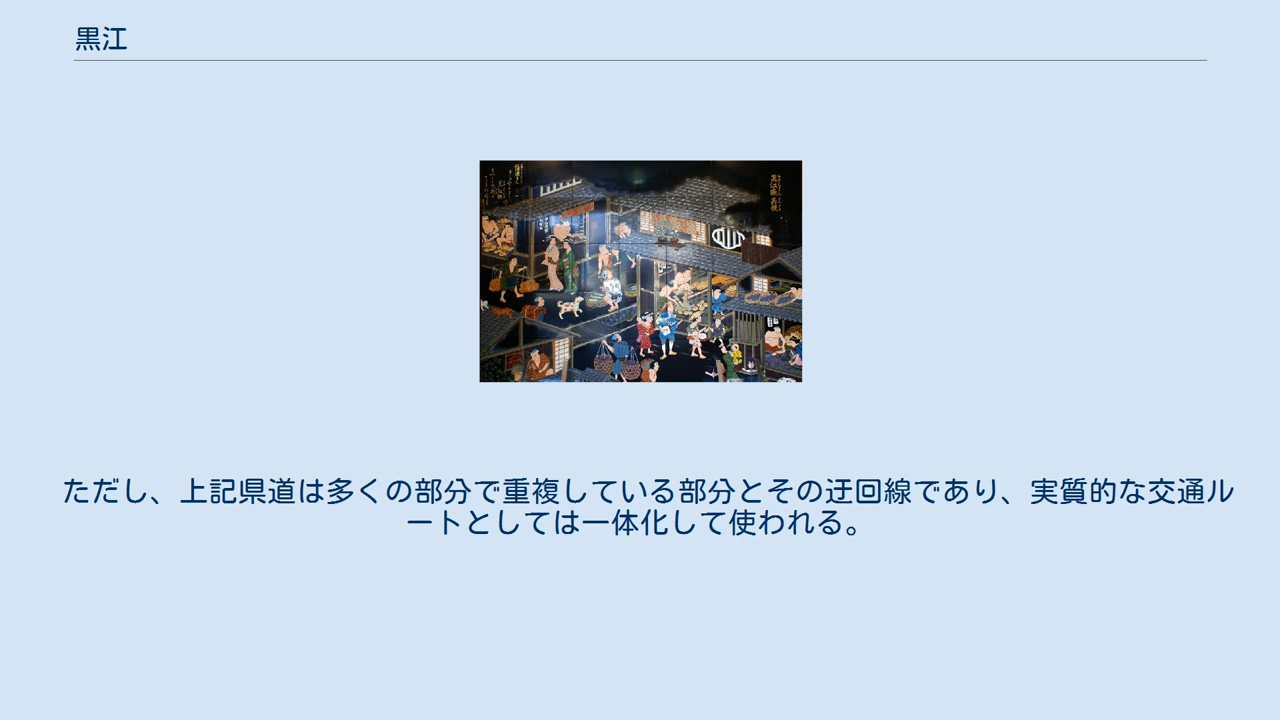 黒江
ただし、上記県道は多くの部分で重複している部分とその迂回線であり、実質的な交通ル
ートとしては一体化して使われる。